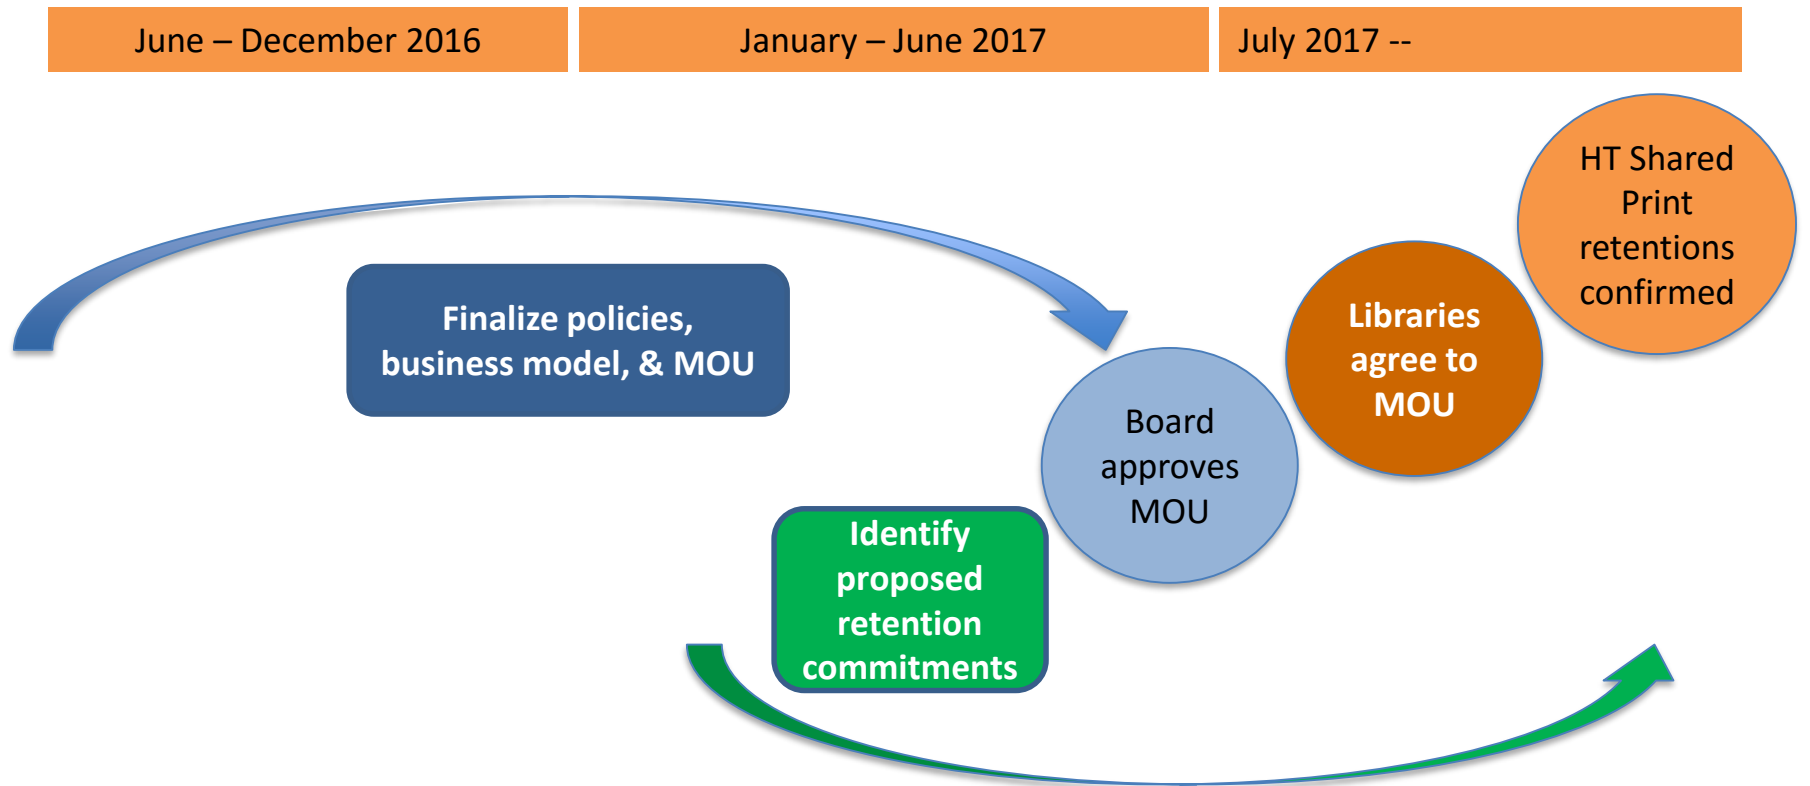 June – December 2016
January – June 2017
July 2017 --
HT Shared
Print
retentions
confirmed
Libraries
agree to
MOU
Finalize policies,
business model, & MOU
Board
approves
MOU
Identify
proposed
retention
commitments